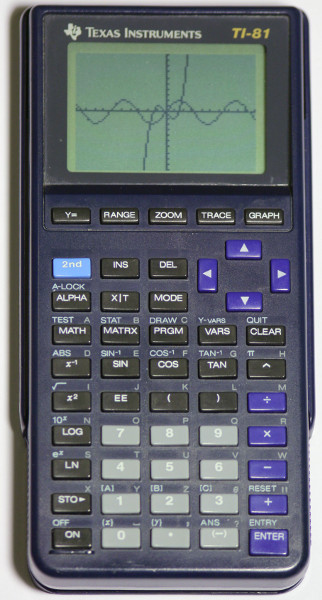 TEXAS INSTRUMENTS TI-81
Y= RANGE ZOOM TRACE GRAPH
2nd INS DEL
A-LOCK
ALPHA X|T MODE
TEST A STAT B DRAW C Y-VARS QUIT
MATH MATRX PRGM VARS CLEAR
ABS D SIN⁻¹ E COS⁻¹ F TAN⁻¹ G π H
x⁻¹ SIN COS TAN ^
√ I J K L M
x² EE ( ) ÷
10ˣ N O P Q R
LOG 7 8 9 ×
eˣ S T U V W
LN 4 5 6 −
X [A] Y [B] Z [C] θ RESET "
STO► 1 2 3 +
OFF {x} {y} ANS ? ENTRY
ON 0 • (−) ENTER